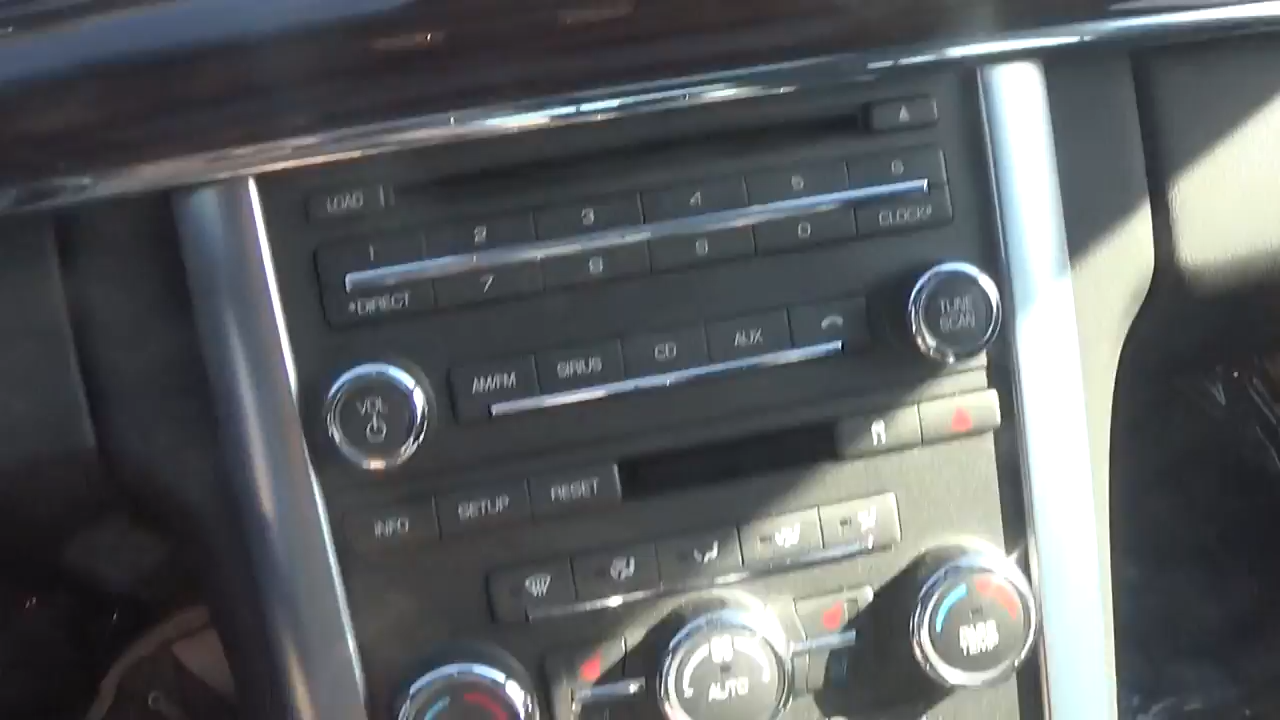 LOAD
1 2 3 4 5 6
*DIRECT 7 8 9 0 CLOCK#
TUNE
SCAN
AM/FM SIRIUS CD AUX
VOL
INFO SETUP RESET
AUTO
PASS
TEMP